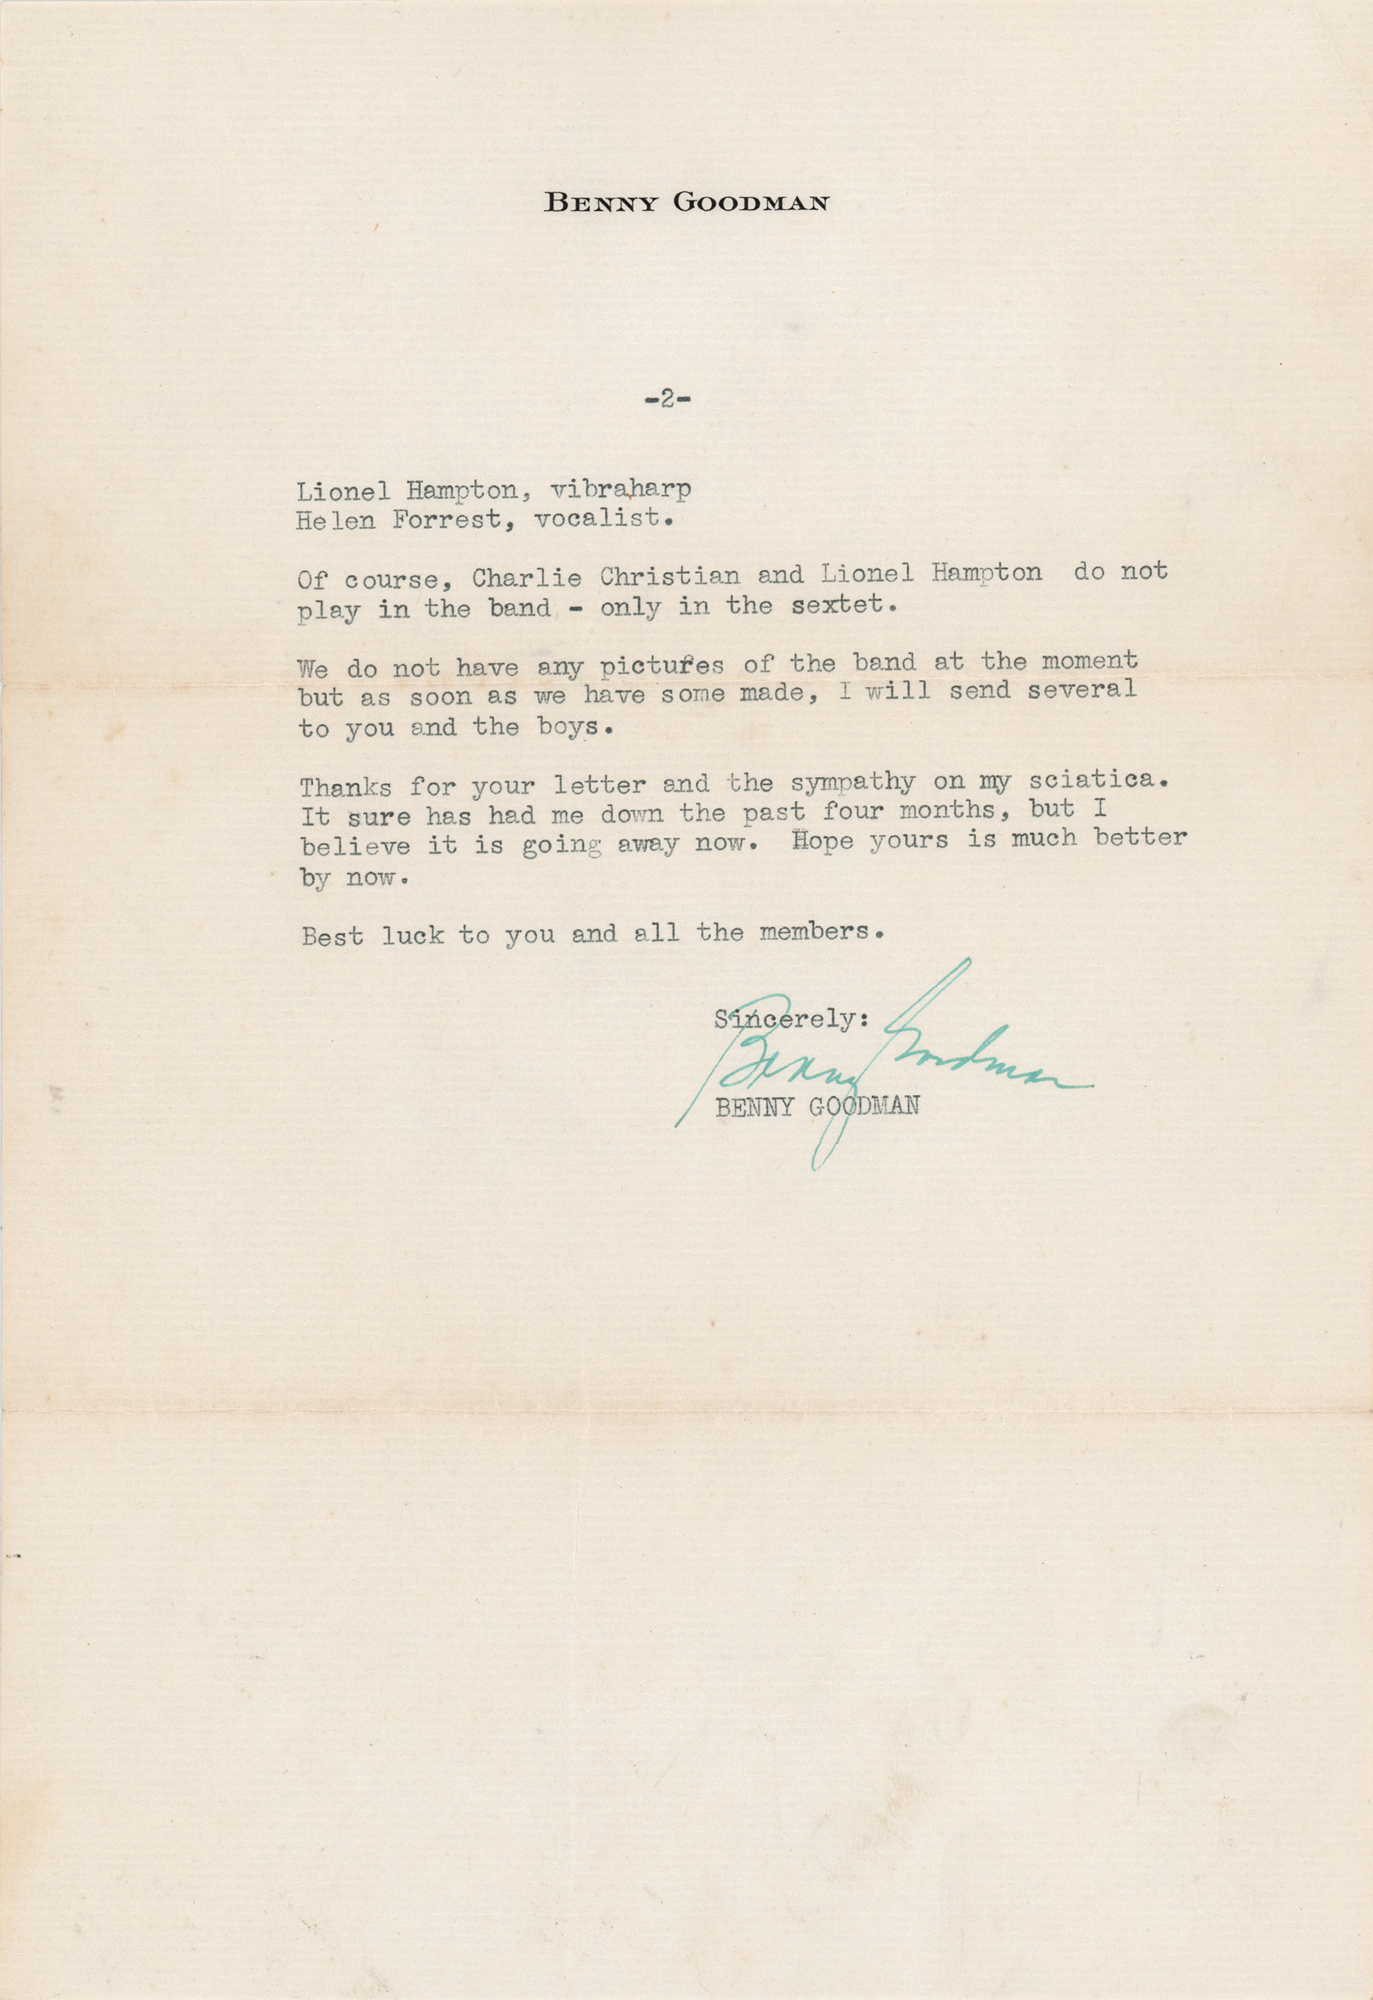 BENNY GOODMAN
-2-
Lionel Hampton, vibraharp
Helen Forrest, vocalist.
Of course, Charlie Christian and Lionel Hampton do not
play in the band - only in the sextet.
We do not have any pictures of the band at the moment
but as soon as we have some made, I will send several
to you and the boys.
Thanks for your letter and the sympathy on my sciatica.
It sure has had me down the past four months, but I
believe it is going away now. Hope yours is much better
by now.
Best luck to you and all the members.
Sincerely:
Benny Goodman
BENNY GOODMAN